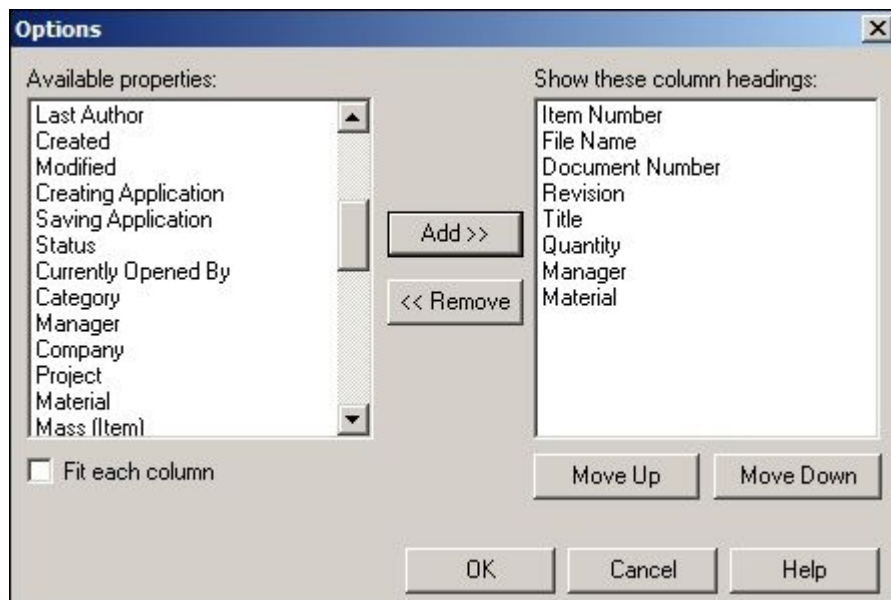 Options
Available properties:
Last Author
Created
Modified
Creating Application
Saving Application
Status
Currently Opened By
Category
Manager
Company
Project
Material
Mass (Item)
Fit each column
Add >>
<< Remove
Show these column headings:
Item Number
File Name
Document Number
Revision
Title
Quantity
Manager
Material
Move Up
Move Down
OK
Cancel
Help